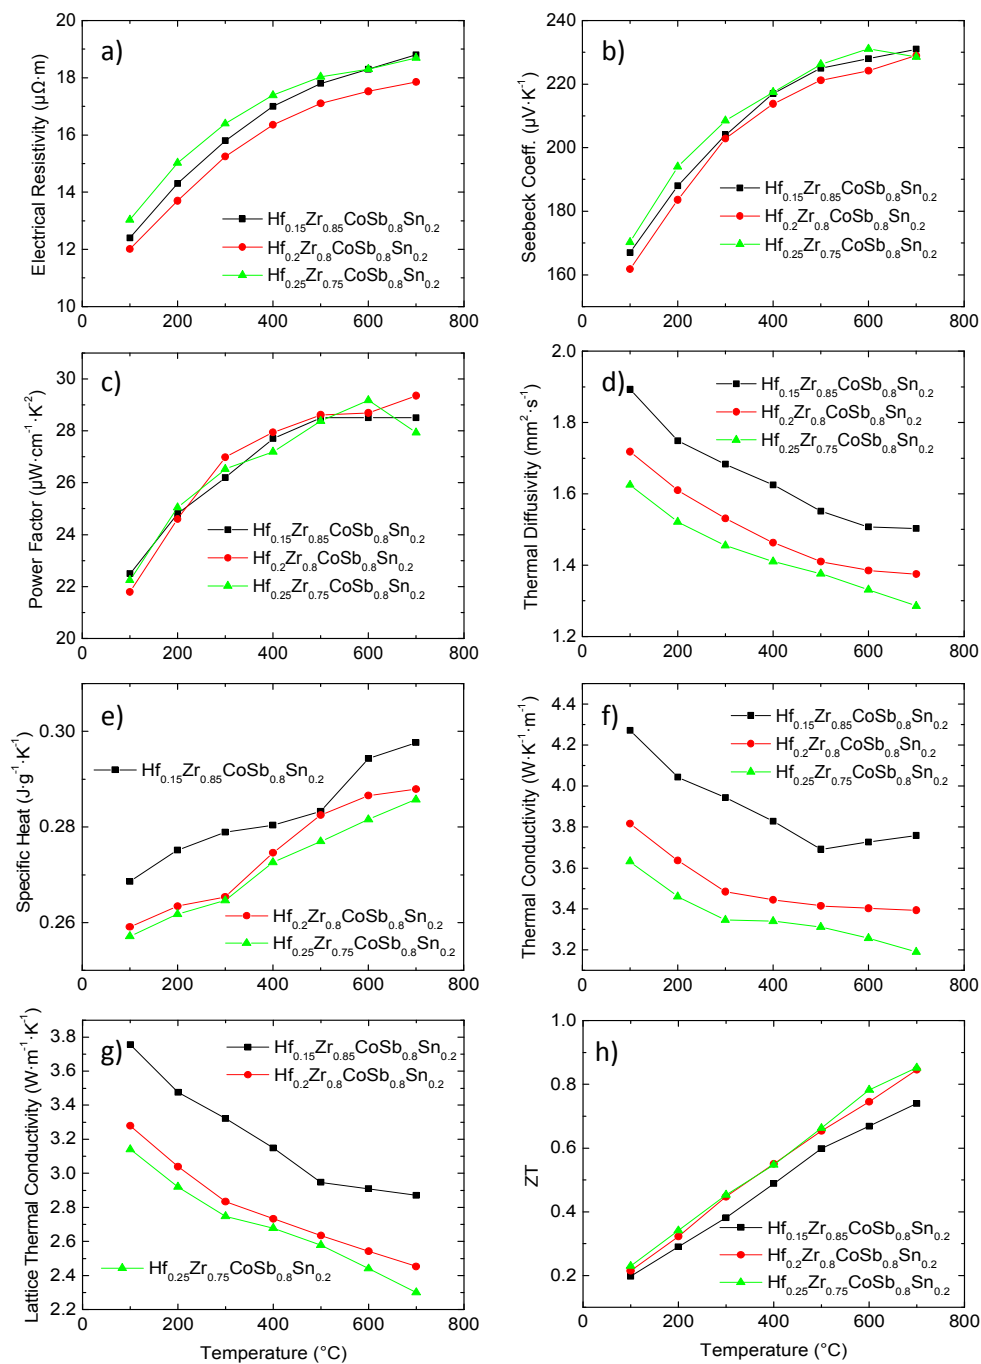 a)
Electrical Resistivity (μΩ·m)
20
18
16
14
12
10
0 200 400 600 800
Hf0.15Zr0.85CoSb0.8Sn0.2
Hf0.2Zr0.8CoSb0.8Sn0.2
Hf0.25Zr0.75CoSb0.8Sn0.2
b)
Seebeck Coeff. (μV·K-1)
220
200
180
160
0 200 400 600 800
Hf0.15Zr0.85CoSb0.8Sn0.2
Hf0.2Zr0.8CoSb0.8Sn0.2
Hf0.25Zr0.75CoSb0.8Sn0.2
c)
Power Factor (μW·cm-1·K-2)
30
28
26
24
22
20
0 200 400 600 800
Hf0.15Zr0.85CoSb0.8Sn0.2
Hf0.2Zr0.8CoSb0.8Sn0.2
Hf0.25Zr0.75CoSb0.8Sn0.2
d)
Thermal Diffusivity (mm2·s-1)
2.0
1.8
1.6
1.4
1.2
0 200 400 600 800
Hf0.15Zr0.85CoSb0.8Sn0.2
Hf0.2Zr0.8CoSb0.8Sn0.2
Hf0.25Zr0.75CoSb0.8Sn0.2
e)
Specific Heat (J·g-1·K-1)
0.30
0.28
0.26
0 200 400 600 800
Hf0.15Zr0.85CoSb0.8Sn0.2
Hf0.2Zr0.8CoSb0.8Sn0.2
Hf0.25Zr0.75CoSb0.8Sn0.2
f)
Thermal Conductivity (W·K-1·m-1)
4.4
4.2
4.0
3.8
3.6
3.4
3.2
0 200 400 600 800
Hf0.15Zr0.85CoSb0.8Sn0.2
Hf0.2Zr0.8CoSb0.8Sn0.2
Hf0.25Zr0.75CoSb0.8Sn0.2
g)
Lattice Thermal Conductivity (W·m-1·K-1)
3.8
3.6
3.4
3.2
3.0
2.8
2.6
2.4
2.2
0 200 400 600 800
Temperature (°C)
Hf0.15Zr0.85CoSb0.8Sn0.2
Hf0.2Zr0.8CoSb0.8Sn0.2
Hf0.25Zr0.75CoSb0.8Sn0.2
h)
ZT
1.0
0.8
0.6
0.4
0.2
0 200 400 600 800
Temperature (°C)
Hf0.15Zr0.85CoSb0.8Sn0.2
Hf0.2Zr0.8CoSb0.8Sn0.2
Hf0.25Zr0.75CoSb0.8Sn0.2